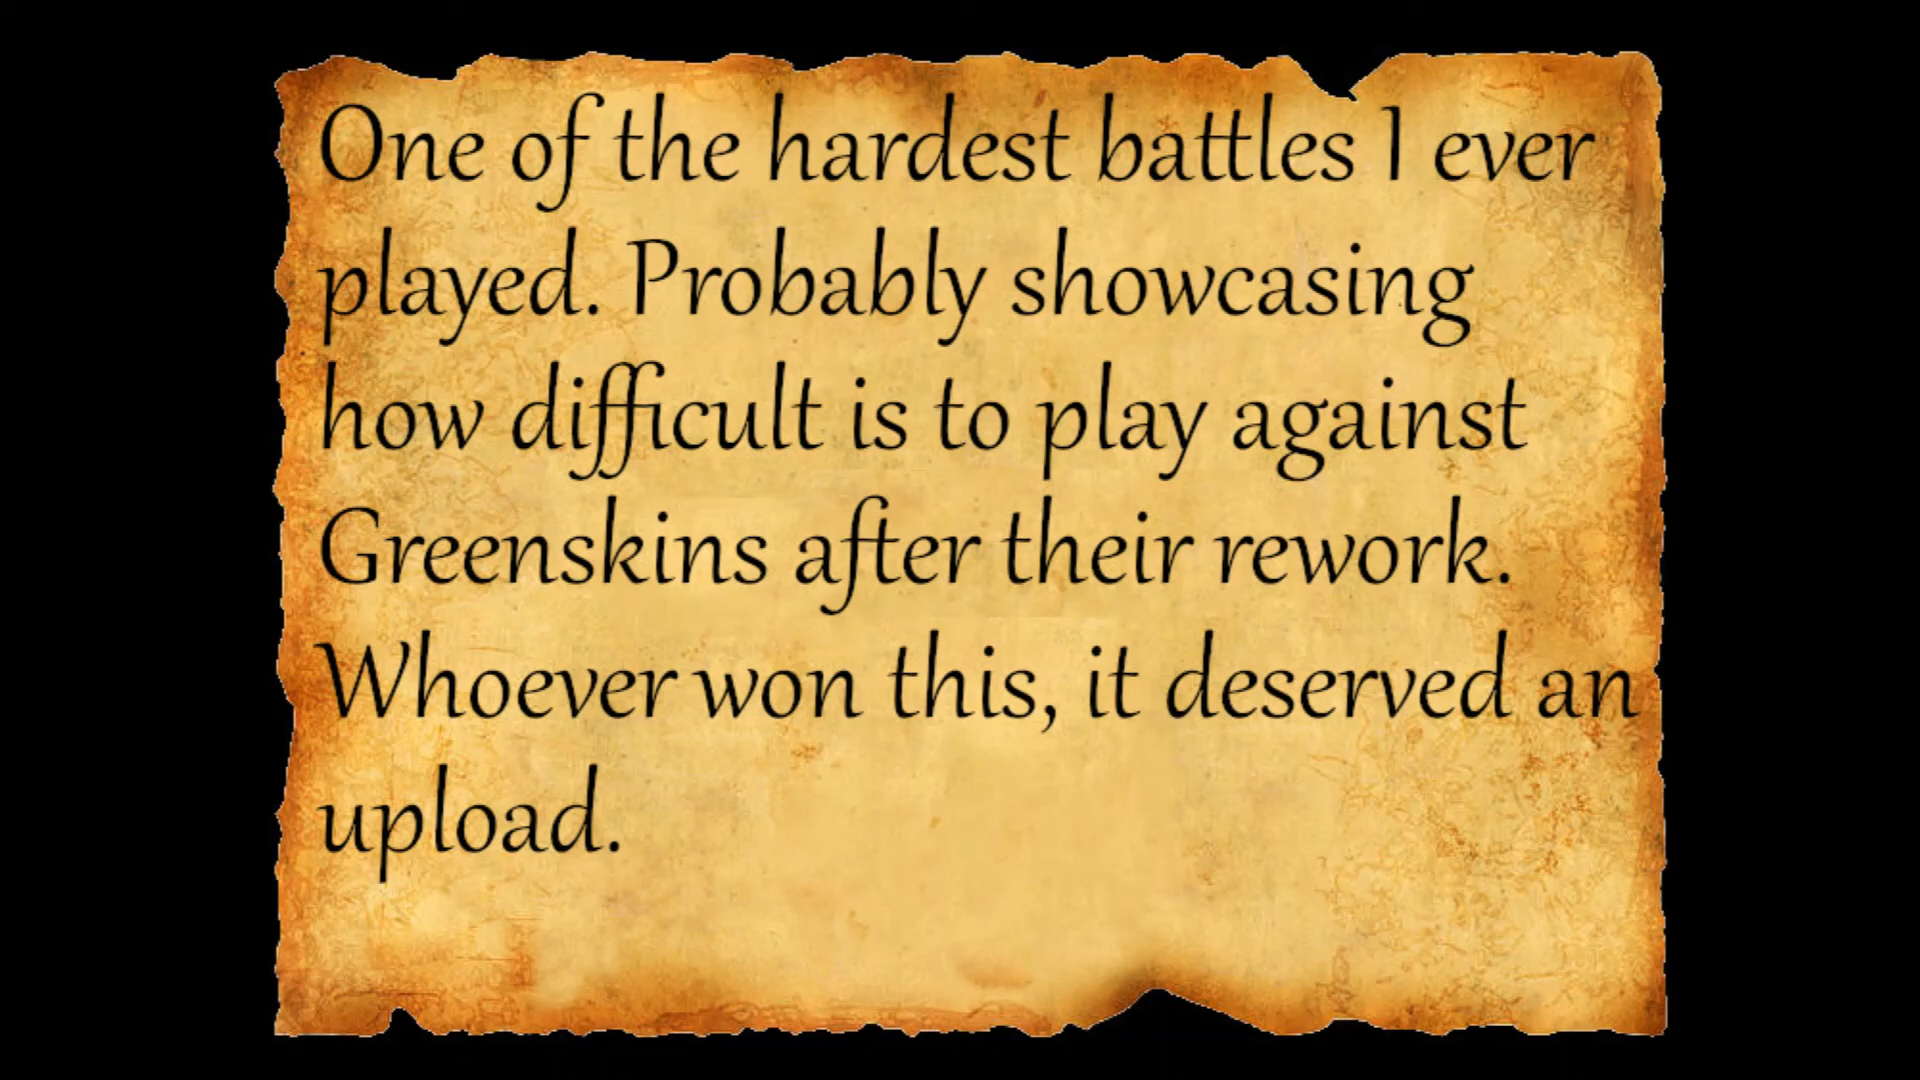 One of the hardest battles I ever
played. Probably showcasing
how difficult is to play against
Greenskins after their rework.
Whoever won this, it deserved an
upload.